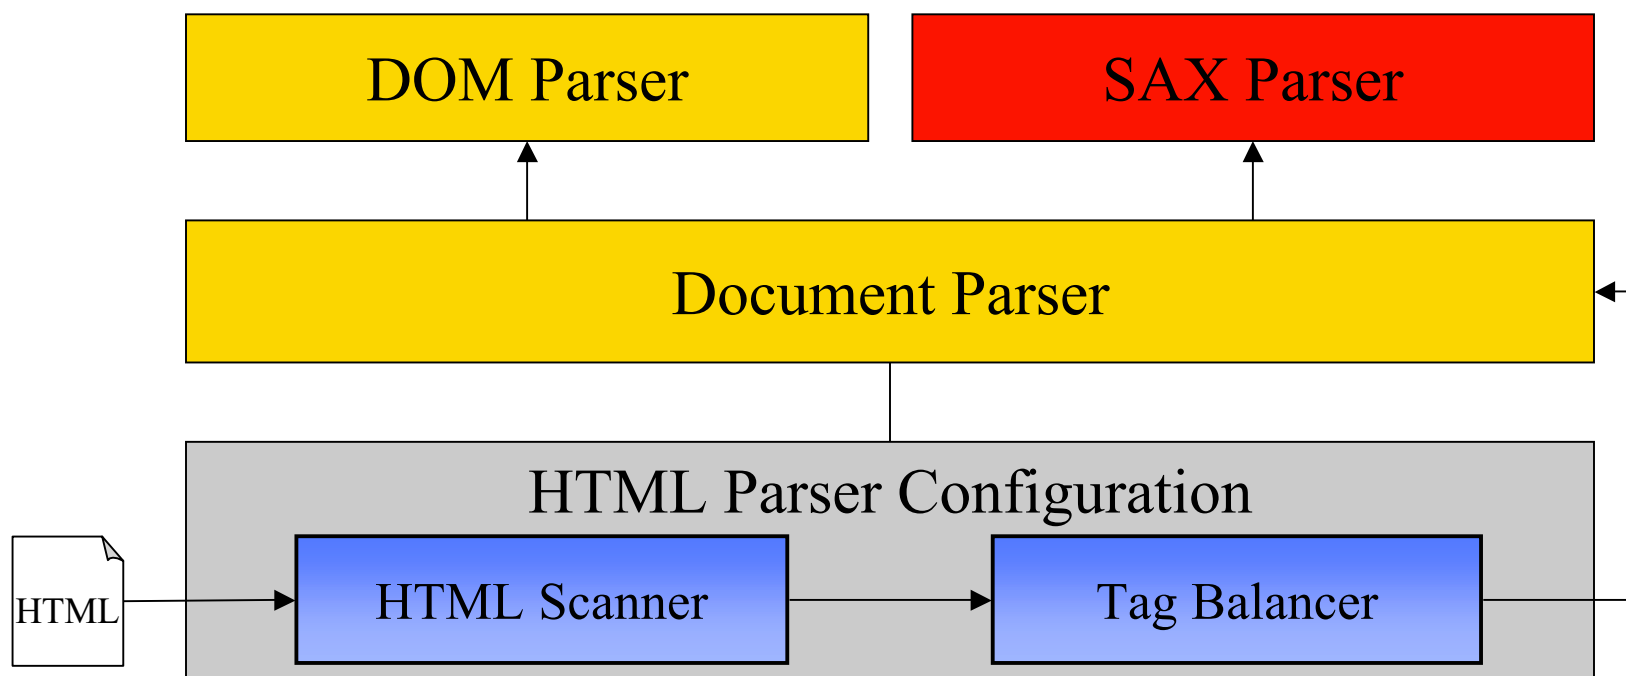 DOM Parser
SAX Parser
Document Parser
HTML Parser Configuration
HTML
HTML Scanner
Tag Balancer